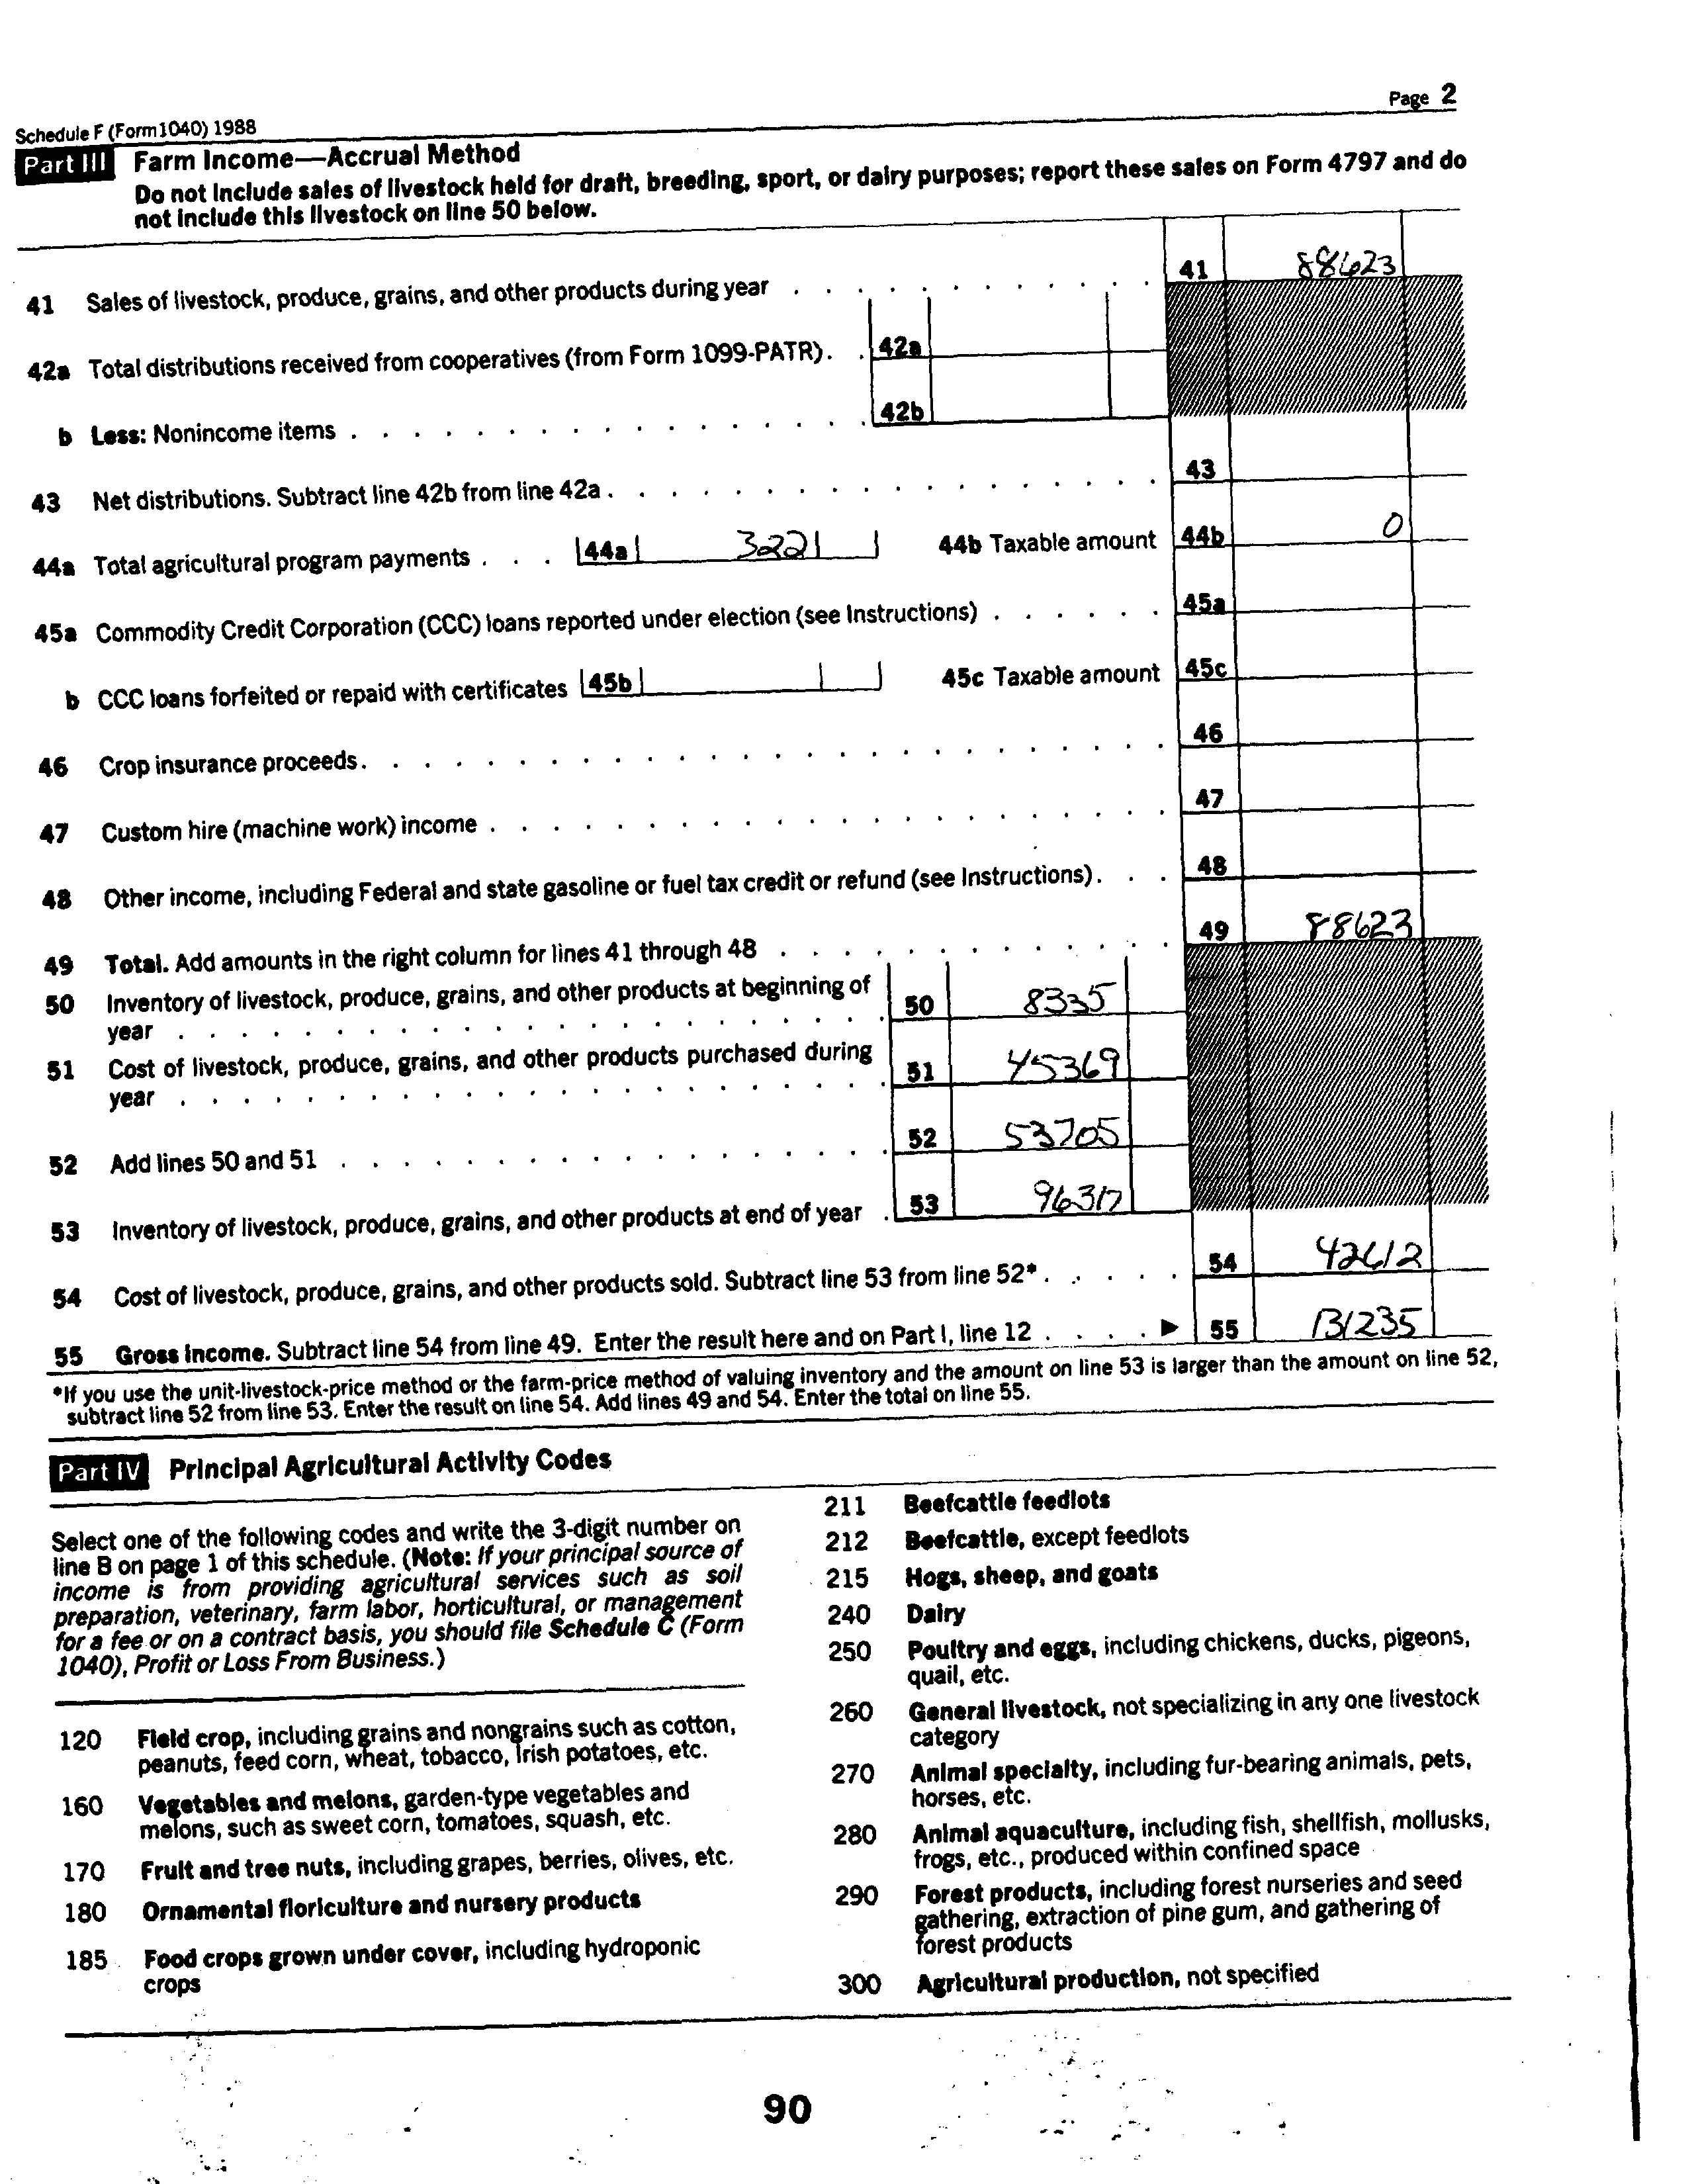 Schedule F (Form 1040) 1988
Page 2
Part III Farm Income—Accrual Method
Do not include sales of livestock held for draft, breeding, sport, or dairy purposes; report these sales on Form 4797 and do
not include this livestock on line 50 below.
41 Sales of livestock, produce, grains, and other products during year . . . . . . . . . . . . 41 88623
42a Total distributions received from cooperatives (from Form 1099-PATR). . 42a
b Less: Nonincome items . . . . . . . . . . . . . . . . . 42b
43 Net distributions. Subtract line 42b from line 42a . . . . . . . . . . . . . . . . . . 43
44a Total agricultural program payments . . . 44a 3221 44b Taxable amount 44b 0
45a Commodity Credit Corporation (CCC) loans reported under election (see Instructions) . . . . . . 45a
b CCC loans forfeited or repaid with certificates 45b 45c Taxable amount 45c
46 Crop insurance proceeds. . . . . . . . . . . . . . . . . . . . . . . . . . 46
47 Custom hire (machine work) income . . . . . . . . . . . . . . . . . . . . . . 47
48 Other income, including Federal and state gasoline or fuel tax credit or refund (see Instructions). . . 48
49 Total. Add amounts in the right column for lines 41 through 48 . . . . . . . . . . . . . 49 88623
50 Inventory of livestock, produce, grains, and other products at beginning of
year . . . . . . . . . . . . . . . . . . . . . . . 50 8335
51 Cost of livestock, produce, grains, and other products purchased during
year . . . . . . . . . . . . . . . . . . . . . . . 51 45369
52 Add lines 50 and 51 . . . . . . . . . . . . . . . . . . 52 53705
53 Inventory of livestock, produce, grains, and other products at end of year . 53 96317
54 Cost of livestock, produce, grains, and other products sold. Subtract line 53 from line 52* . . . . . 54 42612
55 Gross income. Subtract line 54 from line 49. Enter the result here and on Part I, line 12 . . . . ▶ 55 131235
*If you use the unit-livestock-price method or the farm-price method of valuing inventory and the amount on line 53 is larger than the amount on line 52,
subtract line 52 from line 53. Enter the result on line 54. Add lines 49 and 54. Enter the total on line 55.
Part IV Principal Agricultural Activity Codes
Select one of the following codes and write the 3-digit number on
line B on page 1 of this schedule. (Note: If your principal source of
income is from providing agricultural services such as soil
preparation, veterinary, farm labor, horticultural, or management
for a fee or on a contract basis, you should file Schedule C (Form
1040), Profit or Loss From Business.)
120 Field crop, including grains and nongrains such as cotton,
peanuts, feed corn, wheat, tobacco, Irish potatoes, etc.
160 Vegetables and melons, garden-type vegetables and
melons, such as sweet corn, tomatoes, squash, etc.
170 Fruit and tree nuts, including grapes, berries, olives, etc.
180 Ornamental floriculture and nursery products
185 Food crops grown under cover, including hydroponic
crops
211 Beefcattle feedlots
212 Beefcattle, except feedlots
215 Hogs, sheep, and goats
240 Dairy
250 Poultry and eggs, including chickens, ducks, pigeons,
quail, etc.
260 General livestock, not specializing in any one livestock
category
270 Animal specialty, including fur-bearing animals, pets,
horses, etc.
280 Animal aquaculture, including fish, shellfish, mollusks,
frogs, etc., produced within confined space
290 Forest products, including forest nurseries and seed
gathering, extraction of pine gum, and gathering of
forest products
300 Agricultural production, not specified
90